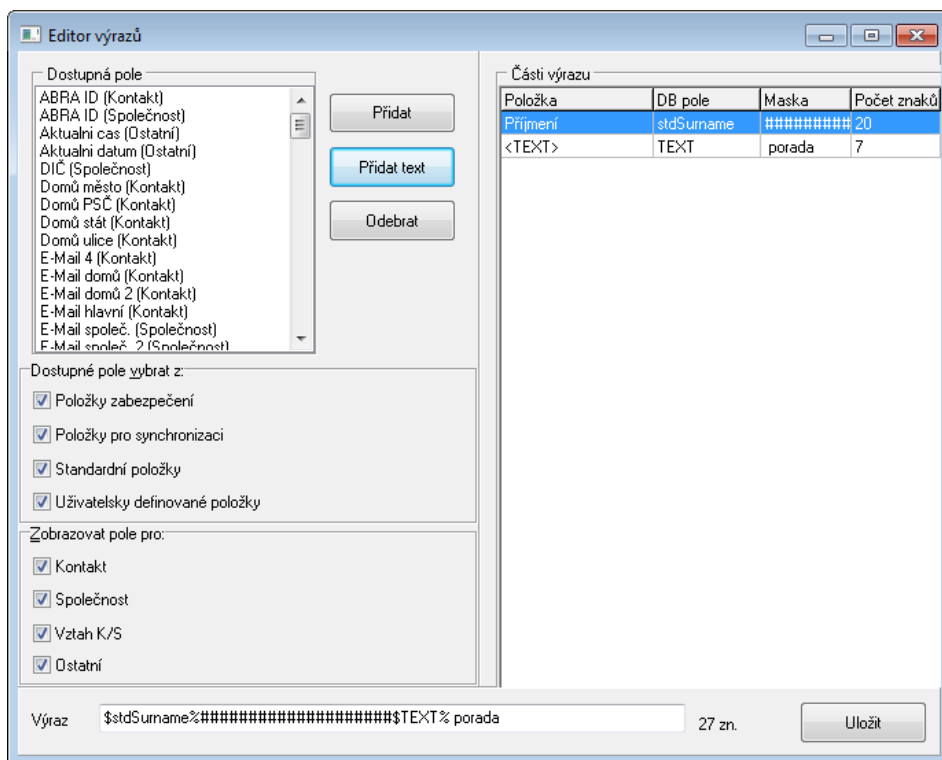 Editor výrazů
Dostupná pole
ABRA ID (Kontakt)
ABRA ID (Společnost)
Aktualni cas (Ostatní)
Aktualni datum (Ostatní)
DIČ (Společnost)
Domů město (Kontakt)
Domů PSČ (Kontakt)
Domů stát (Kontakt)
Domů ulice (Kontakt)
E-Mail 4 (Kontakt)
E-Mail domů (Kontakt)
E-Mail domů 2 (Kontakt)
E-Mail hlavní (Kontakt)
E-Mail společ. (Společnost)
E-Mail společ. 2 (Společnost)
Přidat
Přidat text
Odebrat
Dostupné pole vybrat z:
Položky zabezpečení
Položky pro synchronizaci
Standardní položky
Uživatelsky definované položky
Zobrazovat pole pro:
Kontakt
Společnost
Vztah K/S
Ostatní
Části výrazu
Položka DB pole Maska Počet znaků
Příjmení stdSurname ######### 20
<TEXT> TEXT porada 7
Výraz $stdSurname%####################$TEXT% porada 27 zn. Uložit